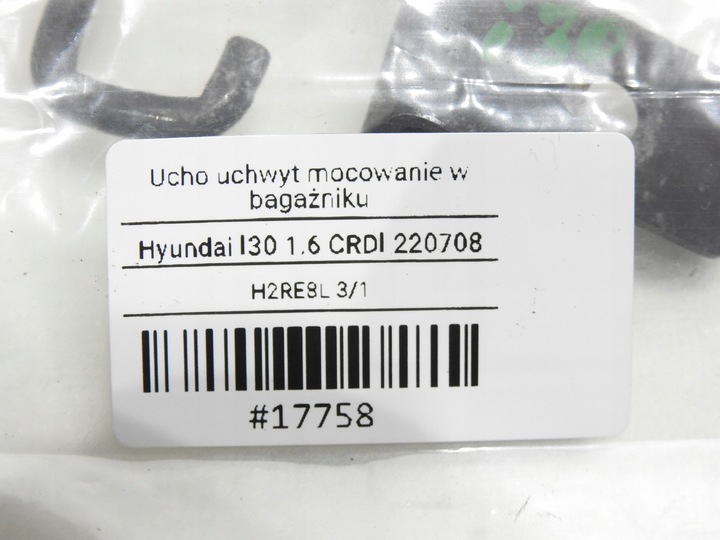 Ucho uchwyt mocowanie w
bagażniku
Hyundai I30 1.6 CRDI 220708
H2RE8L 3/1
#17758